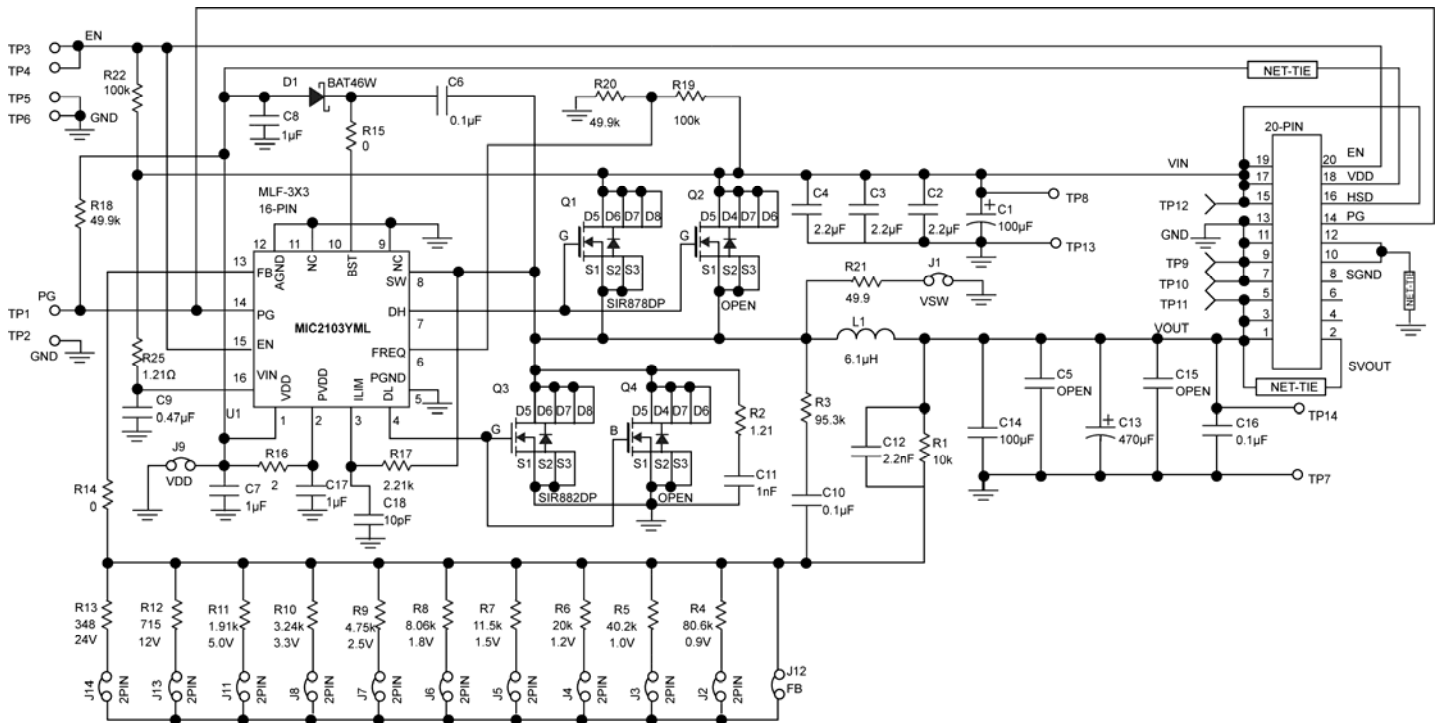 TP3
TP4
EN
TP5
TP6
GND
R22
100k
D1
BAT46W
C8
1µF
C6
0.1µF
R15
0
R20
49.9k
R19
100k
NET-TIE
20-PIN
VIN
19
20
EN
17
18
VDD
TP12
15
16
HSD
GND
13
14
PG
11
12
TP9
9
10
SGND
TP10
7
8
TP11
5
6
3
4
VOUT
1
2
SVOUT
NET-TIE
NET-TIE
R18
49.9k
MLF-3X3
16-PIN
12
11
10
9
AGND
NC
BST
NC
13
FB
SW
8
14
PG
DH
7
MIC2103YML
15
EN
FREQ
6
16
VIN
PGND
5
VDD
PVDD
ILIM
DL
U1
1
2
3
4
PG
TP1
TP2
GND
R25
1.21Ω
C9
0.47µF
J9
VDD
R16
2
C7
1µF
C17
1µF
R17
2.21k
C18
10pF
R14
0
Q1
D5
D6
D7
D8
G
S1
S2
S3
SIR878DP
Q2
D5
D4
D7
D6
G
S1
S2
S3
OPEN
C4
2.2µF
C3
2.2µF
C2
2.2µF
+
C1
100µF
TP8
TP13
R21
49.9
J1
VSW
L1
6.1µH
Q3
D5
D6
D7
D8
G
S1
S2
S3
SIR882DP
Q4
D5
D4
D7
D6
B
S1
S2
S3
OPEN
R2
1.21
C11
1nF
R3
95.3k
C10
0.1µF
C12
2.2nF
R1
10k
C14
100µF
C5
OPEN
+
C13
470µF
C15
OPEN
C16
0.1µF
TP14
TP7
R13
348
24V
R12
715
12V
R11
1.91k
5.0V
R10
3.24k
3.3V
R9
4.75k
2.5V
R8
8.06k
1.8V
R7
11.5k
1.5V
R6
20k
1.2V
R5
40.2k
1.0V
R4
80.6k
0.9V
J14
2PIN
J13
2PIN
J11
2PIN
J8
2PIN
J7
2PIN
J6
2PIN
J5
2PIN
J4
2PIN
J3
2PIN
J2
2PIN
J12
FB